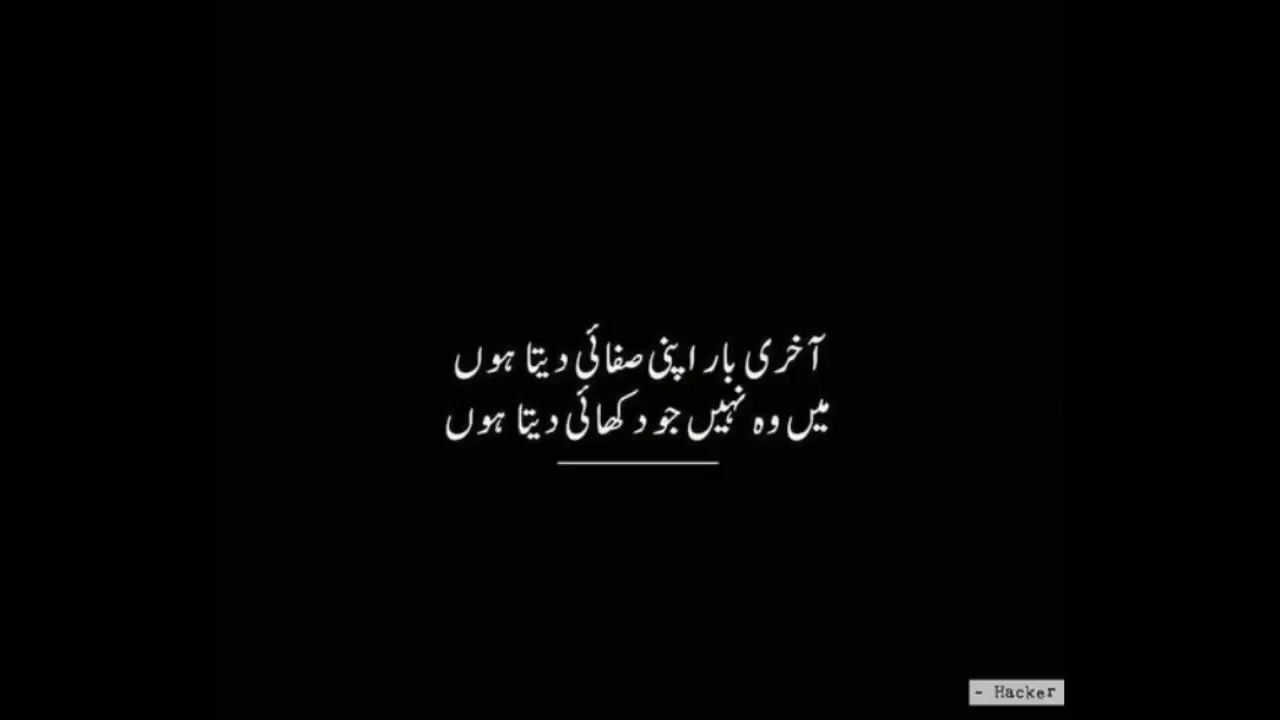 آخری بار اپنی صفائی دیتا ہوں
میں وہ نہیں جو دکھائی دیتا ہوں
- Hacker